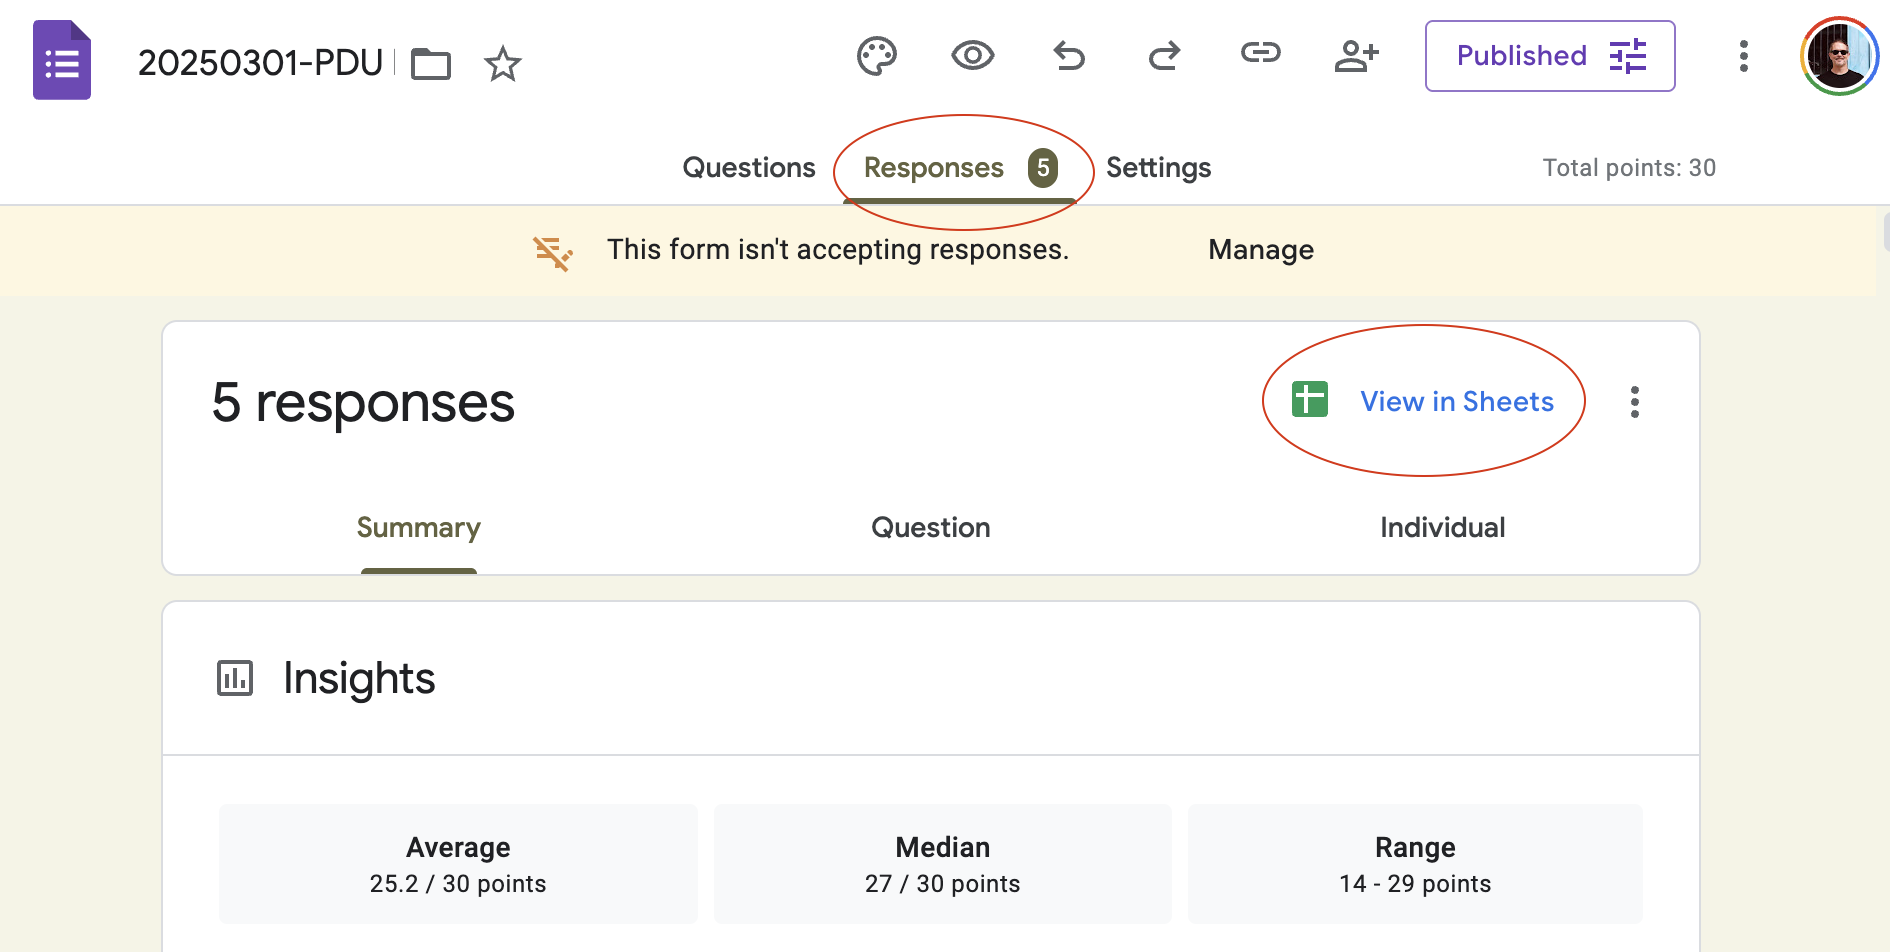 20250301-PDU
Published
Questions
Responses 5
Settings
Total points: 30
This form isn't accepting responses.
Manage
5 responses
View in Sheets
Summary
Question
Individual
Insights
Average
25.2 / 30 points
Median
27 / 30 points
Range
14 - 29 points